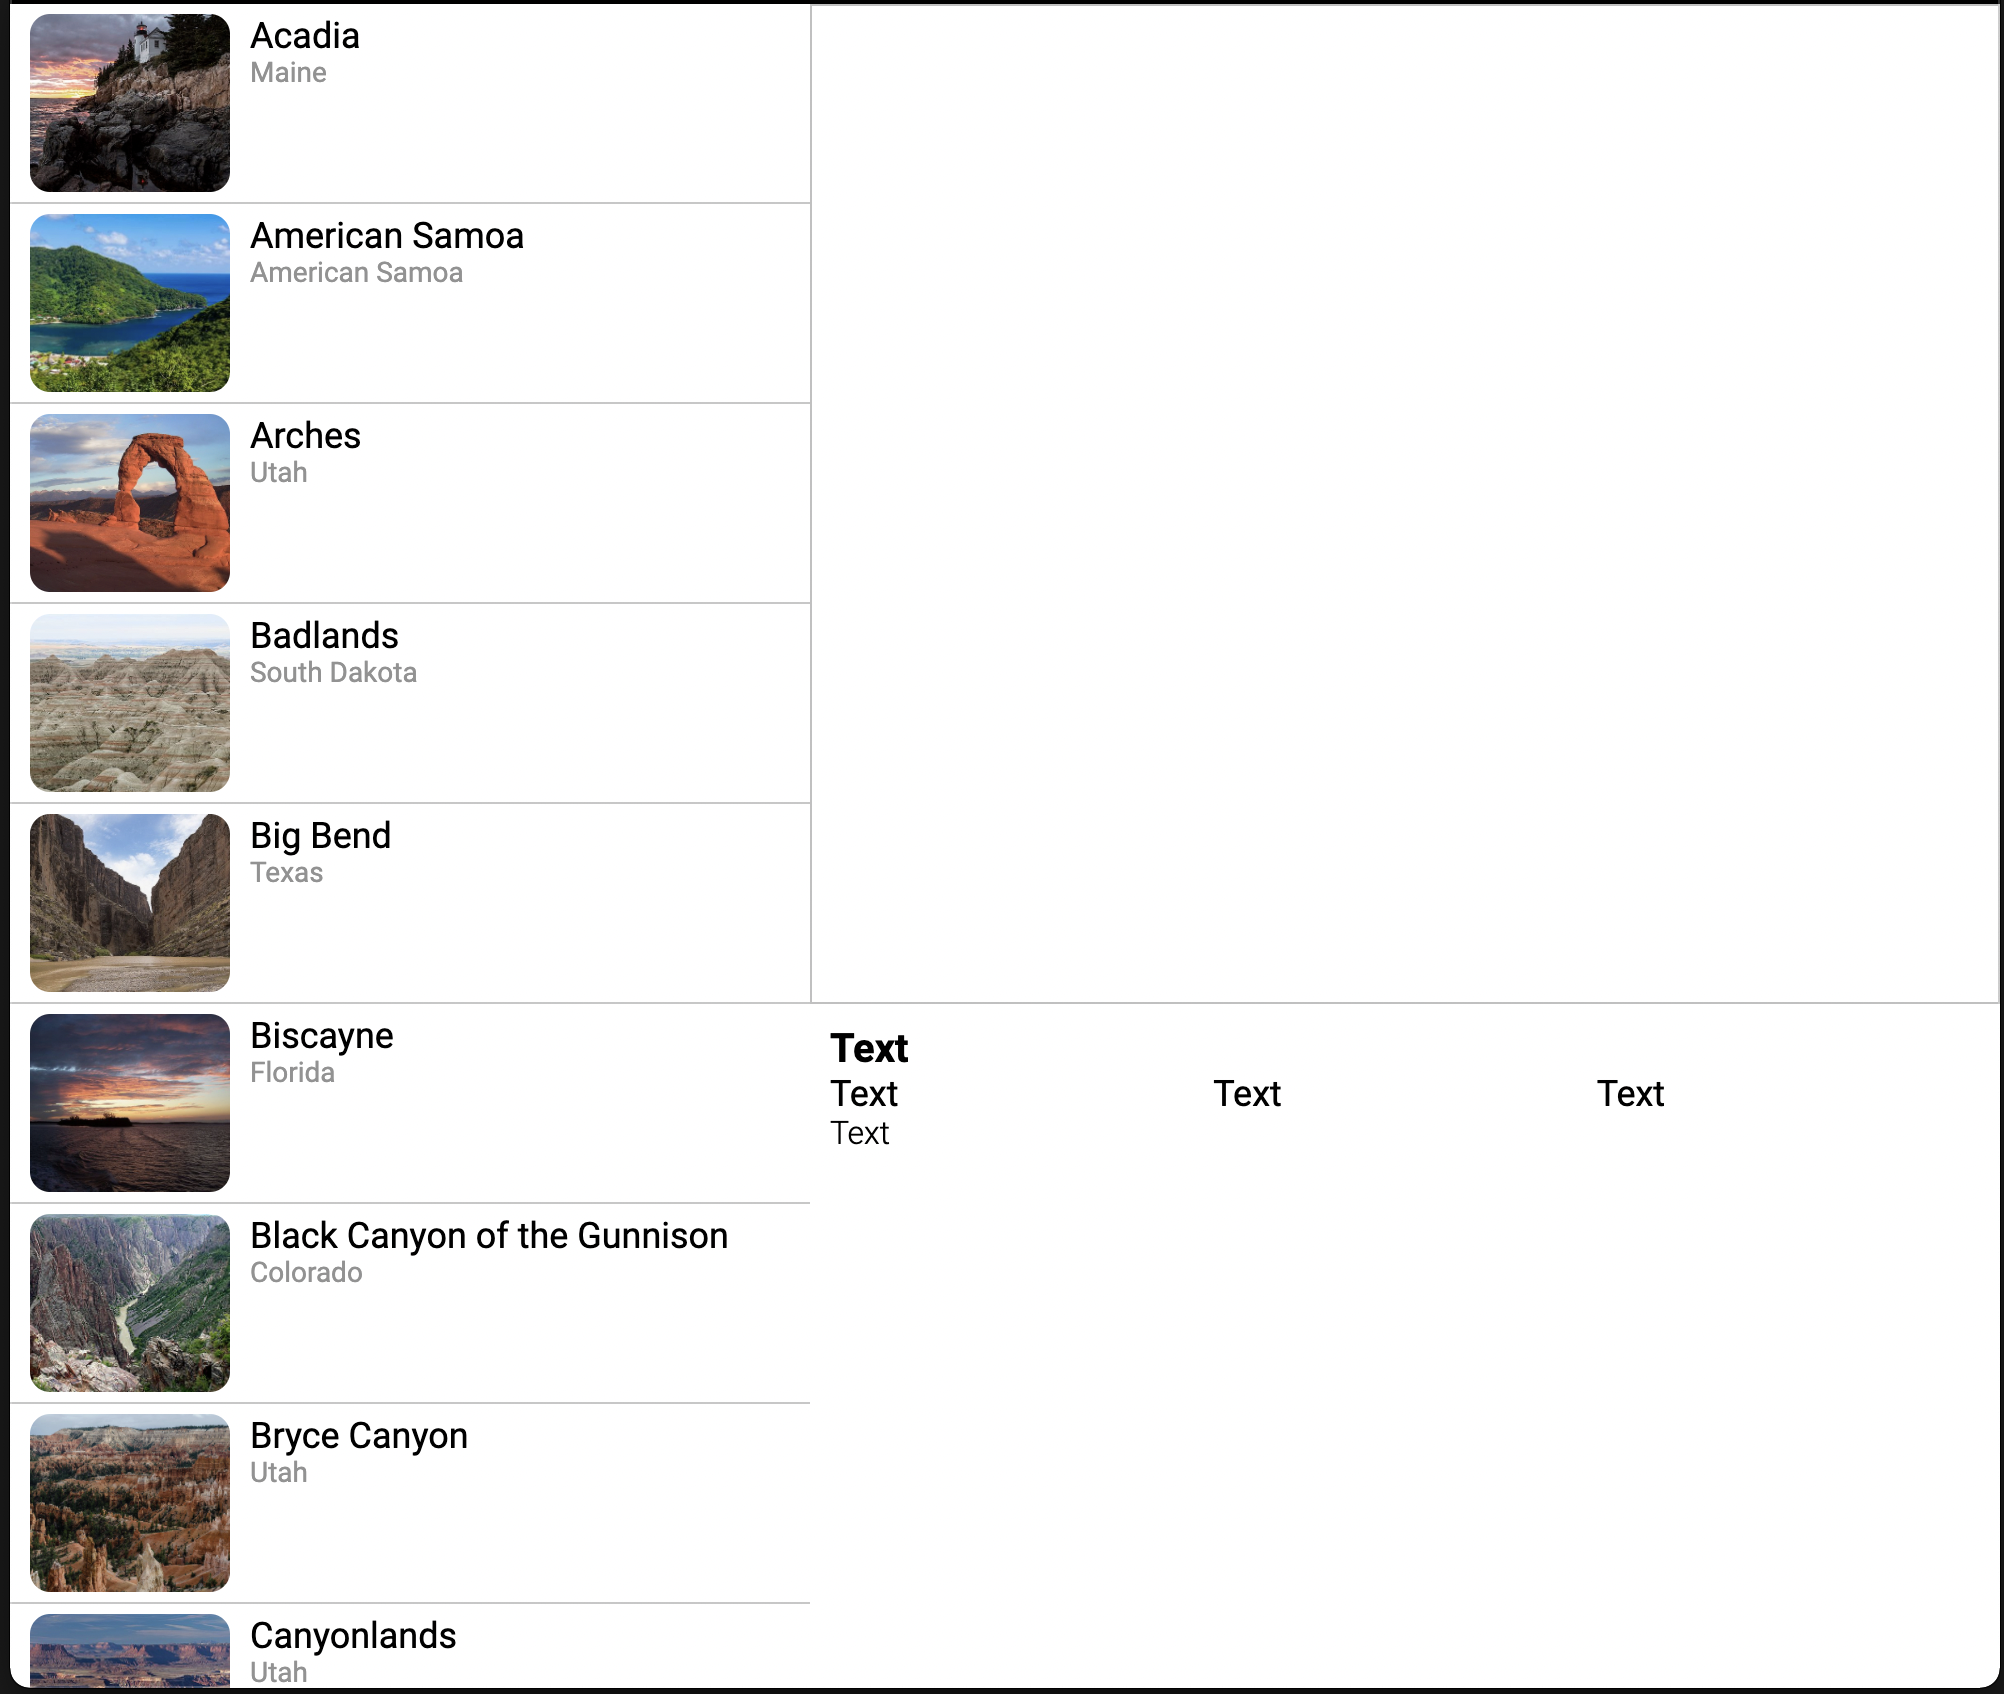 Acadia
Maine
American Samoa
American Samoa
Arches
Utah
Badlands
South Dakota
Big Bend
Texas
Biscayne
Florida
Black Canyon of the Gunnison
Colorado
Bryce Canyon
Utah
Canyonlands
Utah
Text
Text Text Text
Text